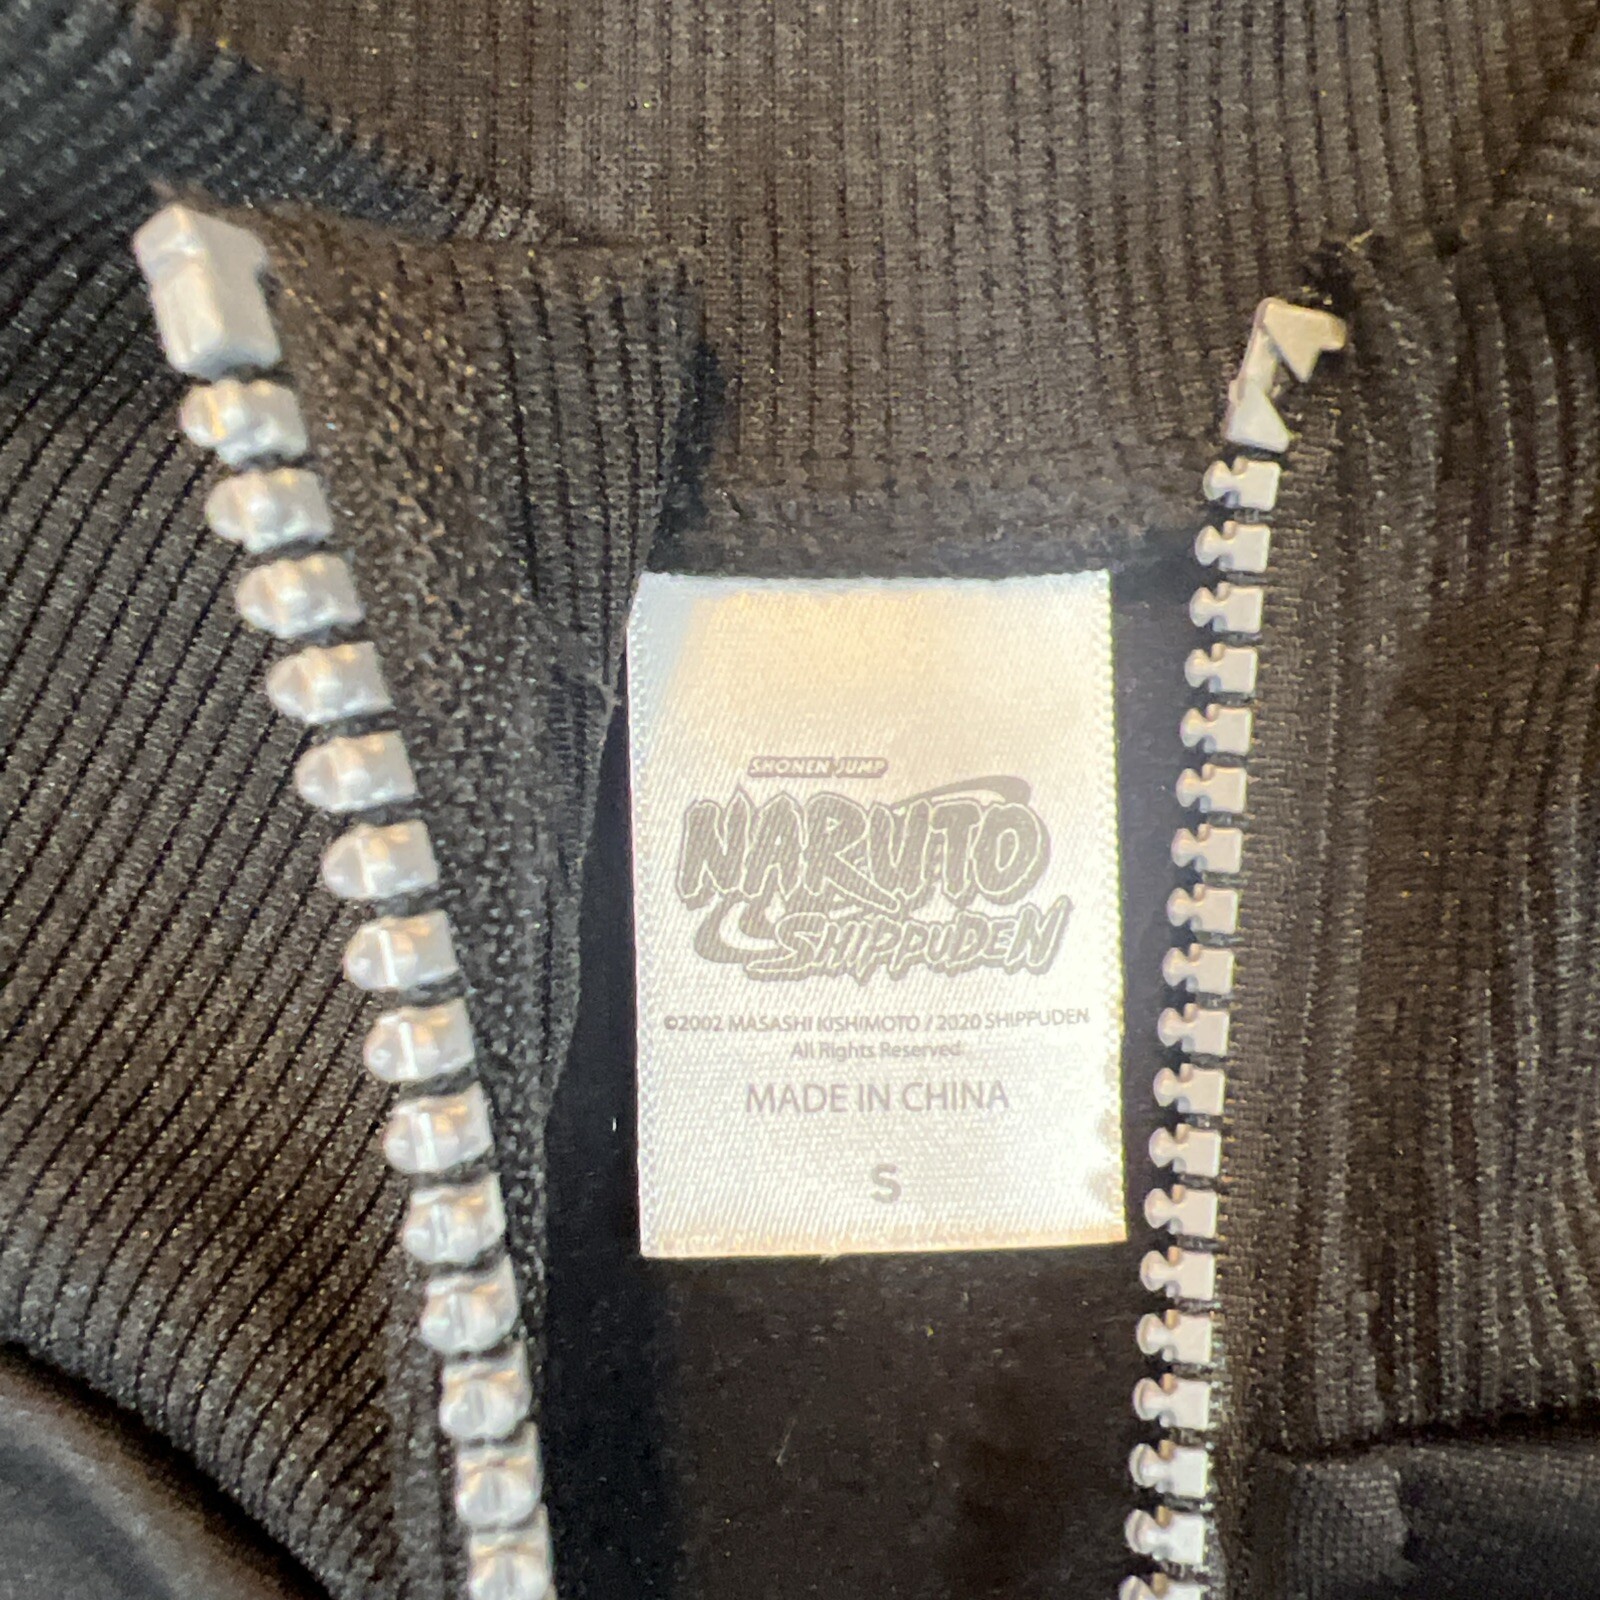 SHONEN JUMP
NARUTO
SHIPPUDEN
©2002 MASASHI KISHIMOTO / 2020 SHIPPUDEN
All Rights Reserved.
MADE IN CHINA
S